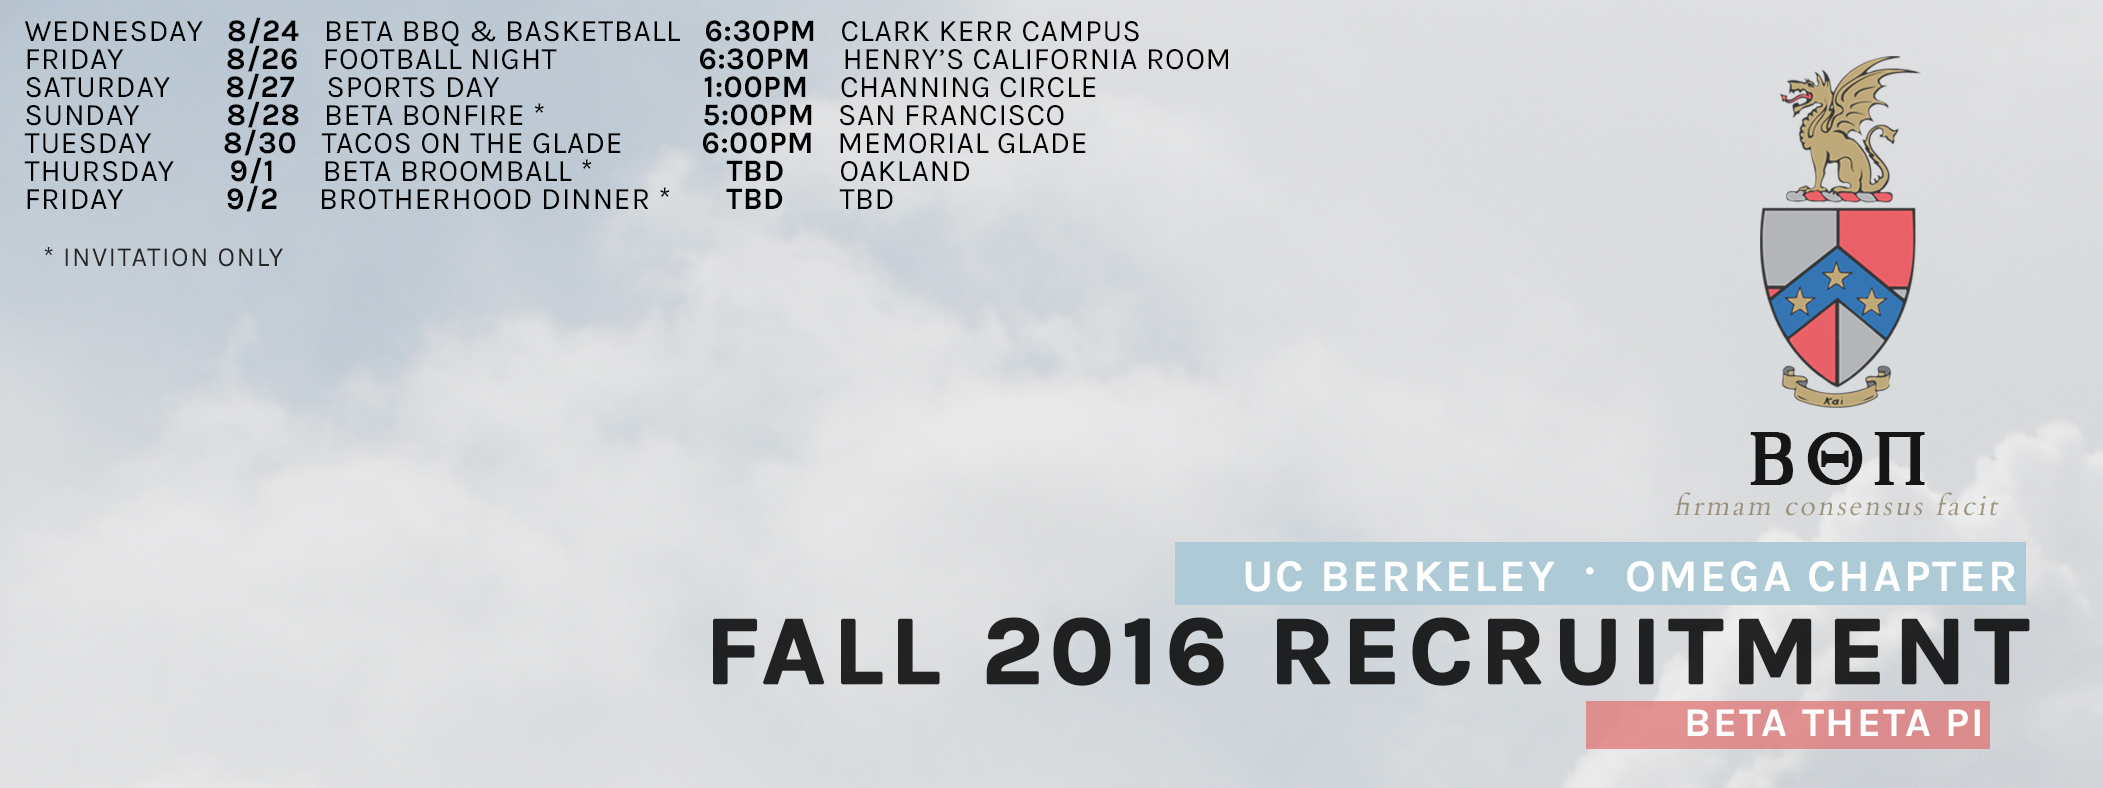 WEDNESDAY 8/24 BETA BBQ & BASKETBALL 6:30PM CLARK KERR CAMPUS
FRIDAY 8/26 FOOTBALL NIGHT 6:30PM HENRY’S CALIFORNIA ROOM
SATURDAY 8/27 SPORTS DAY 1:00PM CHANNING CIRCLE
SUNDAY 8/28 BETA BONFIRE * 5:00PM SAN FRANCISCO
TUESDAY 8/30 TACOS ON THE GLADE 6:00PM MEMORIAL GLADE
THURSDAY 9/1 BETA BROOMBALL * TBD OAKLAND
FRIDAY 9/2 BROTHERHOOD DINNER * TBD TBD
* INVITATION ONLY
Kai
ΒΘΠ
firmam consensus facit
UC BERKELEY · OMEGA CHAPTER
FALL 2016 RECRUITMENT
BETA THETA PI